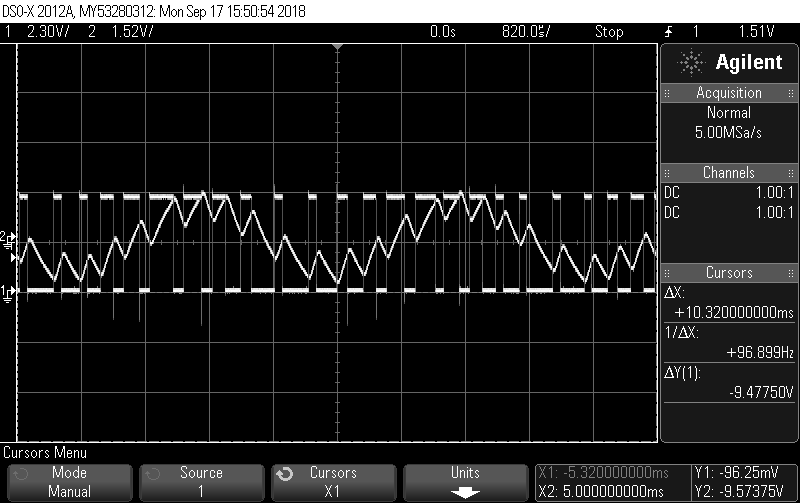 DSO-X 2012A, MY53280312: Mon Sep 17 15:50:54 2018
1 2.30V/ 2 1.52V/ 0.0s 820.0µs/ Stop 1 1.51V
Agilent
Acquisition
Normal
5.00MSa/s
Channels
DC 1.00:1
DC 1.00:1
Cursors
ΔX:
+10.320000000ms
1/ΔX:
+96.899Hz
ΔY(1):
-9.47750V
2
1
Cursors Menu
Mode
Manual
Source
1
Cursors
X1
Units
X1: -5.320000000ms
X2: 5.000000000ms
Y1: -96.25mV
Y2: -9.57375V